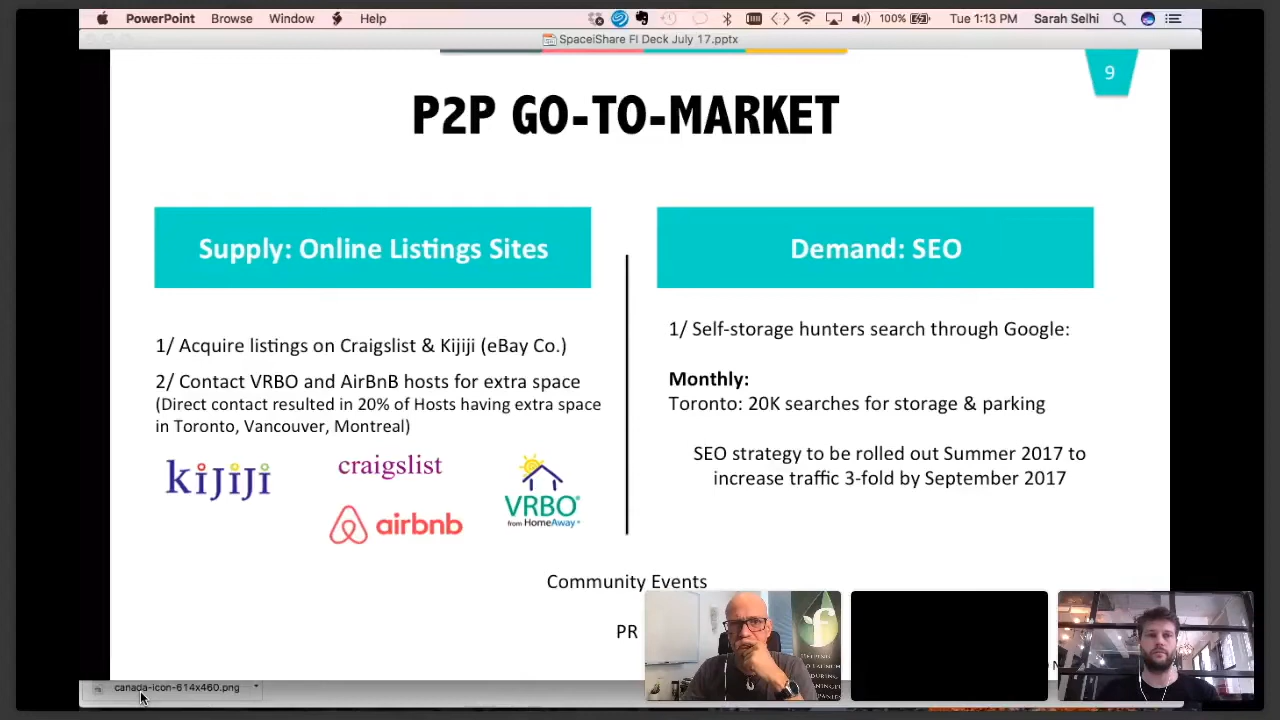 PowerPoint Browse Window Help 100% Tue 1:13 PM Sarah Selhi
SpaceiShare FI Deck July 17.pptx
9
P2P GO-TO-MARKET
Supply: Online Listings Sites
1/ Acquire listings on Craigslist & Kijiji (eBay Co.)
2/ Contact VRBO and AirBnB hosts for extra space
(Direct contact resulted in 20% of Hosts having extra space
in Toronto, Vancouver, Montreal)
kijiji
craigslist
airbnb
VRBO
from HomeAway
Demand: SEO
1/ Self-storage hunters search through Google:
Monthly:
Toronto: 20K searches for storage & parking
SEO strategy to be rolled out Summer 2017 to
increase traffic 3-fold by September 2017
Community Events
PR
f
HELPING
LAUNCH
canada-icon-614x460.png